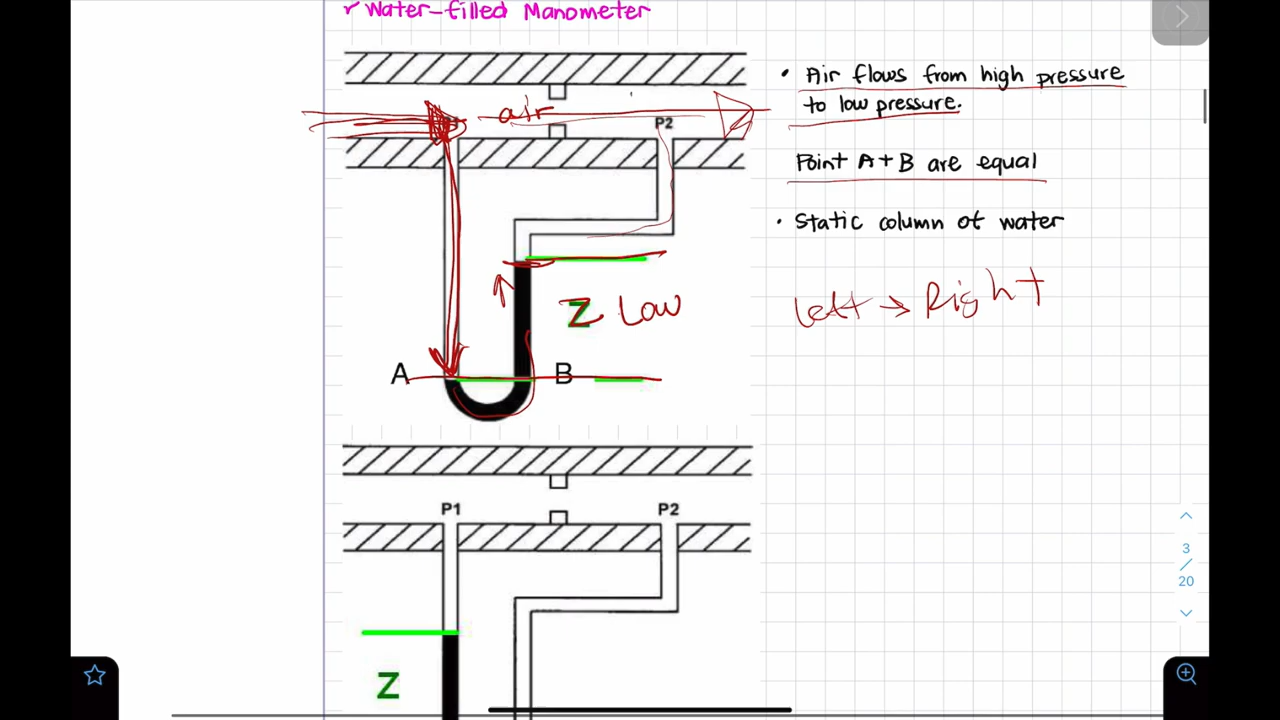 Water-filled Manometer
• Air flows from high pressure
to low pressure.
air
P2
Point A+B are equal
• Static column of water
Left → Right
Z Low
A
B
P1
P2
3
/
20
Z